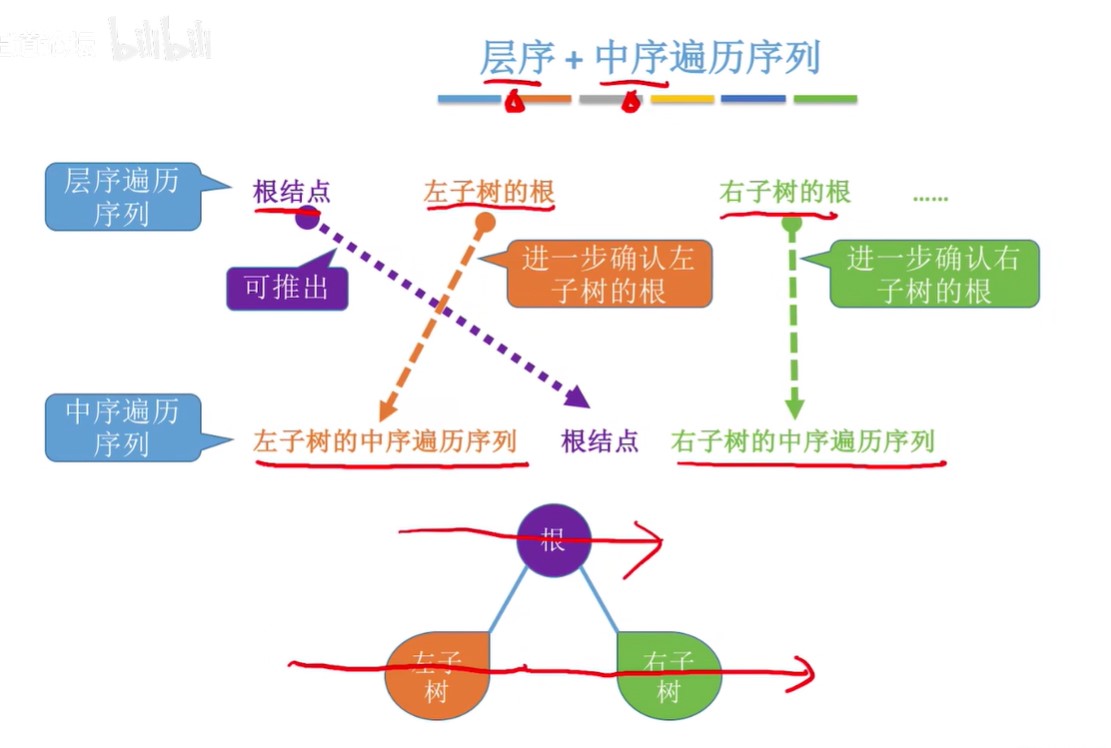 bilibili
层序 + 中序遍历序列
层序遍历
序列
根结点
左子树的根
右子树的根
......
可推出
进一步确认左
子树的根
进一步确认右
子树的根
中序遍历
序列
左子树的中序遍历序列
根结点
右子树的中序遍历序列
根
左子
树
右子
树